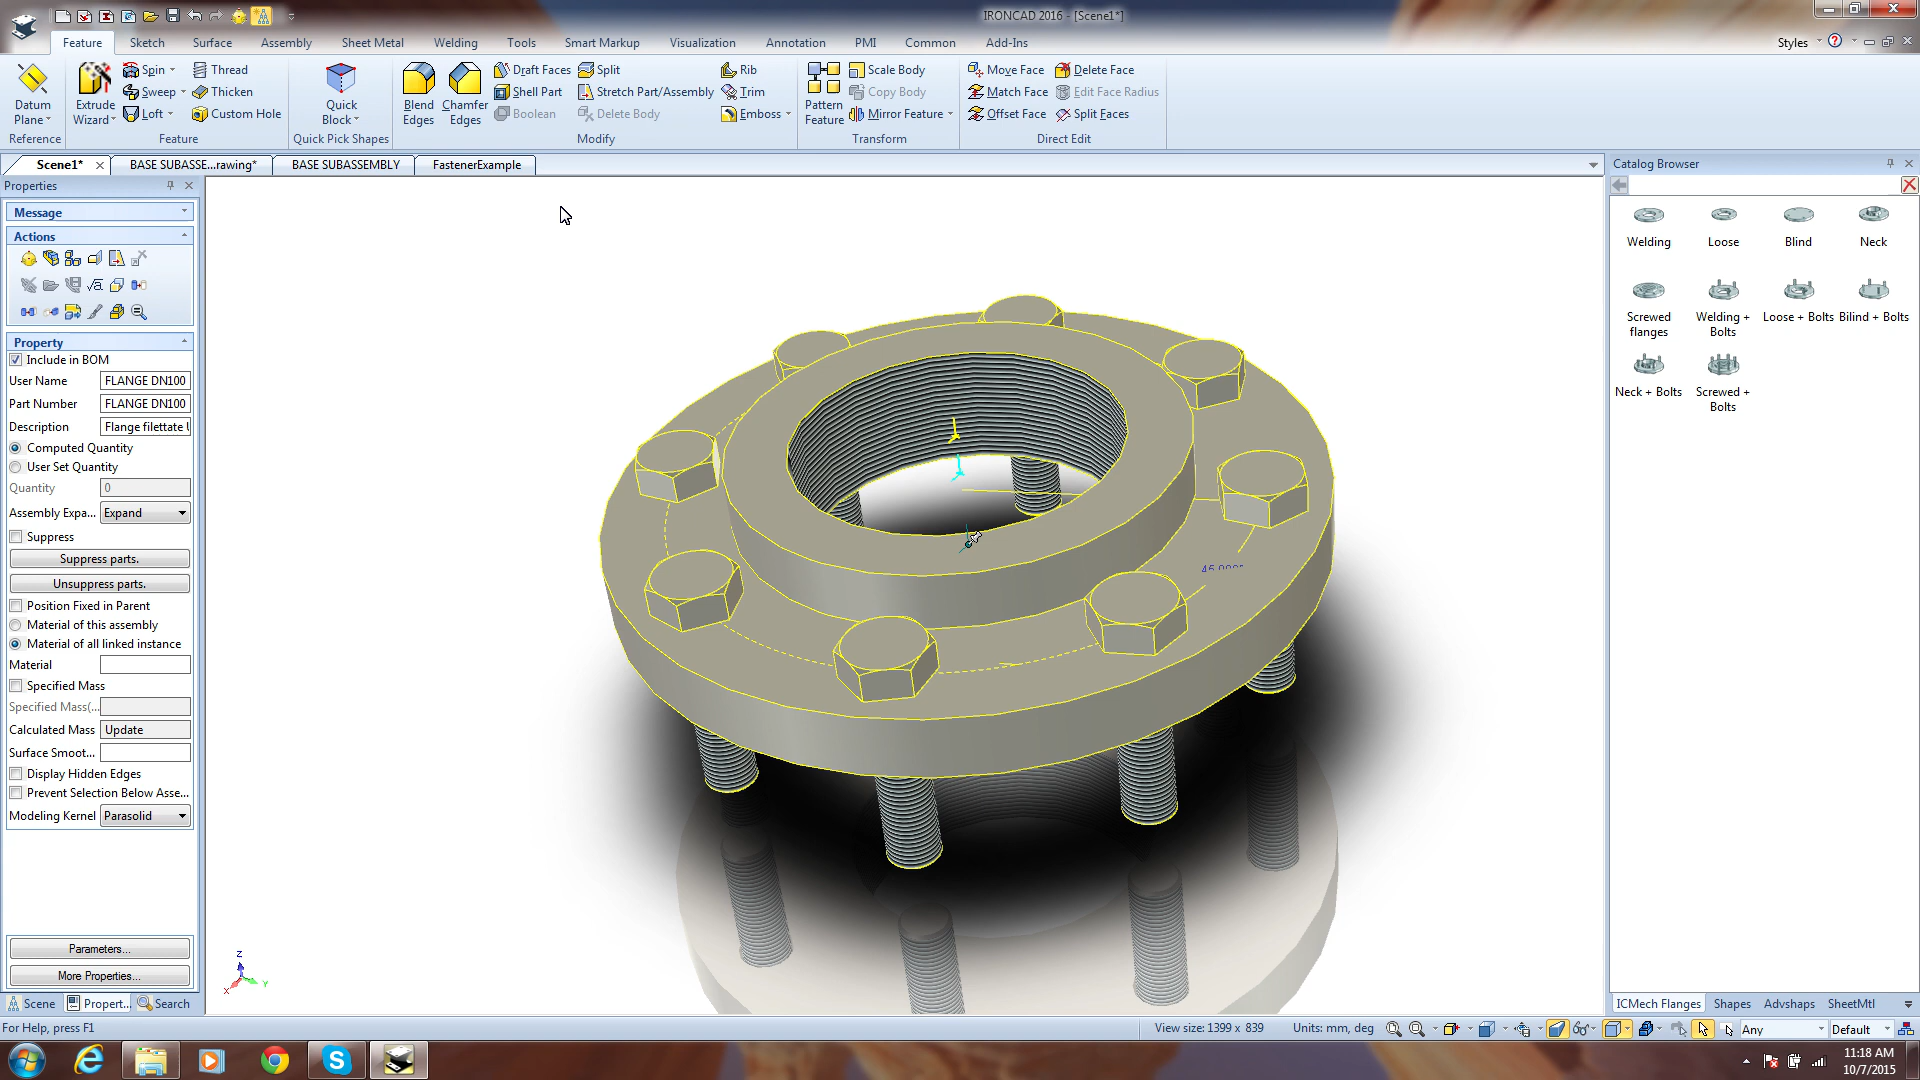 IRONCAD 2016 - [Scene1*]
Feature Sketch Surface Assembly Sheet Metal Welding Tools Smart Markup Visualization Annotation PMI Common Add-Ins Styles
Spin Thread Draft Faces Split Rib Scale Body Move Face Delete Face
Sweep Thicken Shell Part Stretch Part/Assembly Trim Copy Body Match Face Edit Face Radius
Datum Plane Extrude Wizard Quick Block Blend Edges Chamfer Edges Pattern Feature
Loft Custom Hole Boolean Delete Body Emboss Mirror Feature Offset Face Split Faces
Reference Feature Quick Pick Shapes Modify Transform Direct Edit
Scene1* BASE SUBASSE...rawing* BASE SUBASSEMBLY FastenerExample
Properties
Message
Actions
Property
Include in BOM
User Name FLANGE DN100
Part Number FLANGE DN100
Description Flange filettate
Computed Quantity
User Set Quantity
Quantity 0
Assembly Expa... Expand
Suppress
Suppress parts.
Unsuppress parts.
Position Fixed in Parent
Material of this assembly
Material of all linked instance
Material
Specified Mass
Specified Mass(...
Calculated Mass Update
Surface Smoot...
Display Hidden Edges
Prevent Selection Below Asse...
Modeling Kernel Parasolid
Parameters...
More Properties...
Scene Propert... Search
Z
X Y
Catalog Browser
Welding Loose Blind Neck
Screwed flanges Welding + Bolts Loose + Bolts Bilind + Bolts
Neck + Bolts Screwed + Bolts
ICMech Flanges Shapes Advshaps SheetMtl
For Help, press F1 View size: 1399 x 839 Units: mm, deg Any Default
11:18 AM
10/7/2015